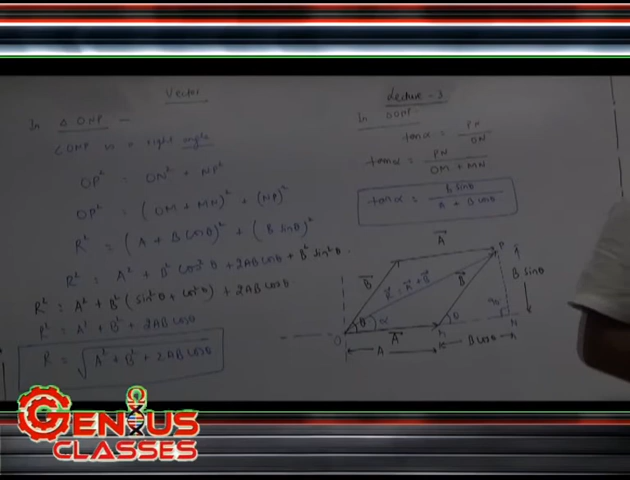 Vector
Lecture - 3
In Δ ONP -
∠ONP is a right angle
OP² = ON² + NP²
OP² = (OM + MN)² + (NP)²
R² = (A + B cosθ)² + (B sinθ)²
R² = A² + B² cos²θ + 2AB cosθ + B² sin²θ
R² = A² + B² (sin²θ + cos²θ) + 2AB cosθ
R² = A² + B² + 2AB cosθ
R = √A² + B² + 2AB cosθ
In ΔONP
tanα = PN / ON
tanα = PN / OM + MN
tanα = B sinθ / A + B cosθ
A
P
B
R = A + B
B
B sinθ
90
O
θ
α
A
M
θ
N
A
B cosθ
GENIUS
CLASSES